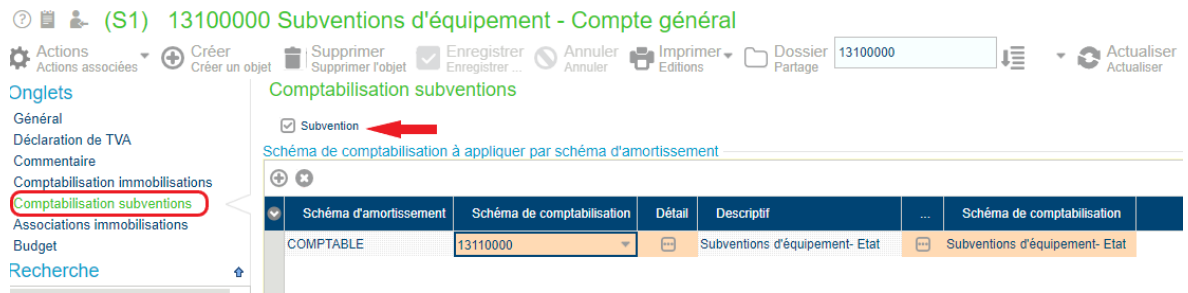 (S1) 13100000 Subventions d'équipement - Compte général
Actions
Actions associées
Créer
Créer un objet
Supprimer
Supprimer l'objet
Enregistrer
Enregistrer ...
Annuler
Annuler
Imprimer
Editions
Dossier
Partage
13100000
Actualiser
Actualiser
Onglets
Général
Déclaration de TVA
Commentaire
Comptabilisation immobilisations
Comptabilisation subventions
Associations immobilisations
Budget
Recherche
Comptabilisation subventions
Subvention
Schéma de comptabilisation à appliquer par schéma d'amortissement
Schéma d'amortissement Schéma de comptabilisation Détail Descriptif ... Schéma de comptabilisation
COMPTABLE 13110000 Subventions d'équipement- Etat Subventions d'équipement- Etat